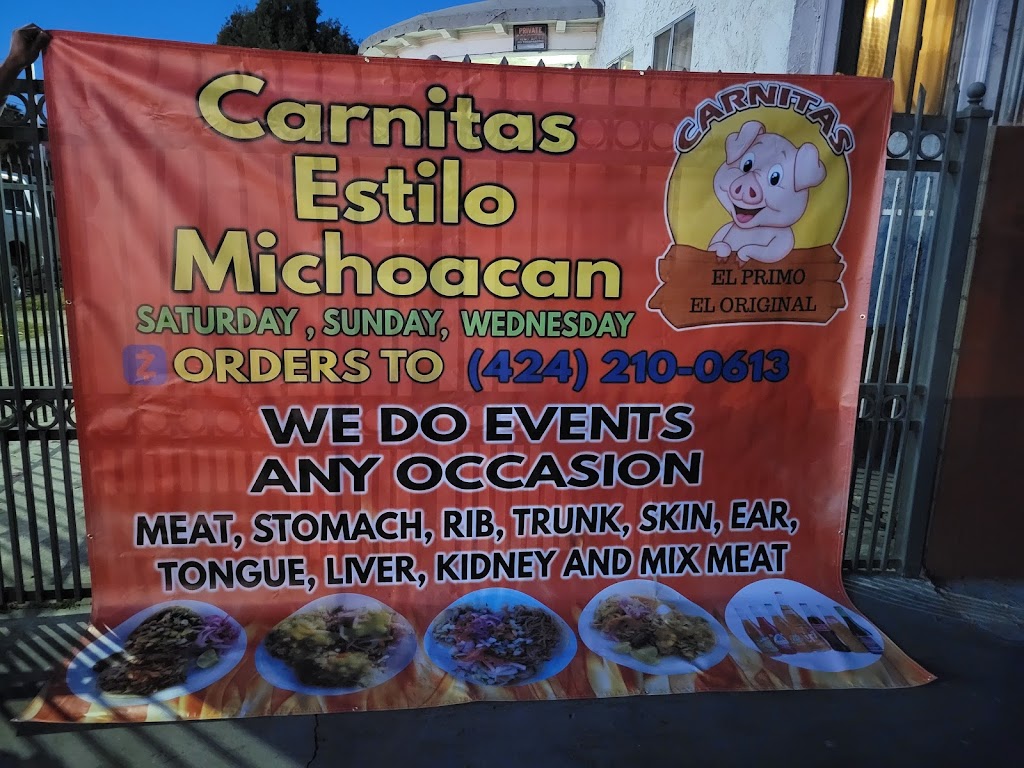 PRIVATE
Carnitas
Estilo
Michoacan
SATURDAY , SUNDAY, WEDNESDAY
ORDERS TO (424) 210-0613
CARNITAS
EL PRIMO
EL ORIGINAL
WE DO EVENTS
ANY OCCASION
MEAT, STOMACH, RIB, TRUNK, SKIN, EAR,
TONGUE, LIVER, KIDNEY AND MIX MEAT